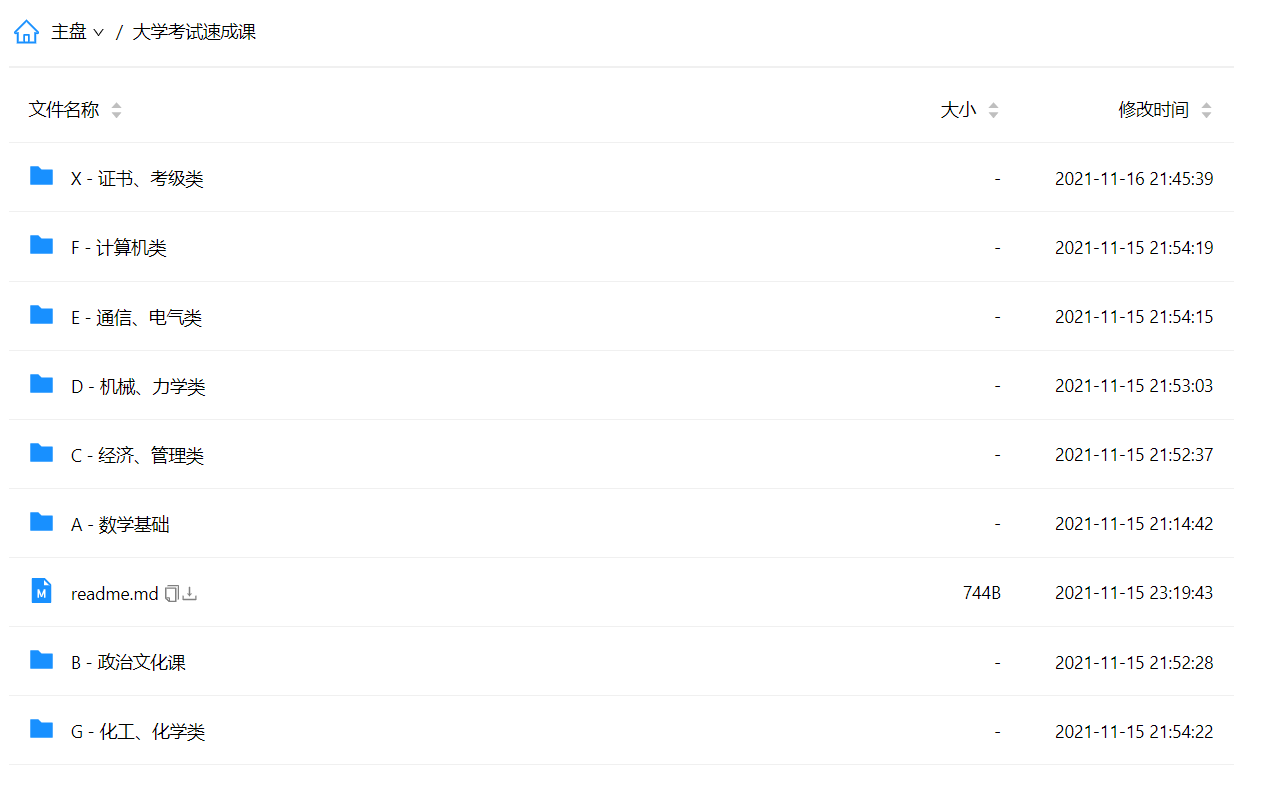 主盘 / 大学考试速成课
文件名称 大小 修改时间
X - 证书、考级类 - 2021-11-16 21:45:39
F - 计算机类 - 2021-11-15 21:54:19
E - 通信、电气类 - 2021-11-15 21:54:15
D - 机械、力学类 - 2021-11-15 21:53:03
C - 经济、管理类 - 2021-11-15 21:52:37
A - 数学基础 - 2021-11-15 21:14:42
M readme.md 744B 2021-11-15 23:19:43
B - 政治文化课 - 2021-11-15 21:52:28
G - 化工、化学类 - 2021-11-15 21:54:22